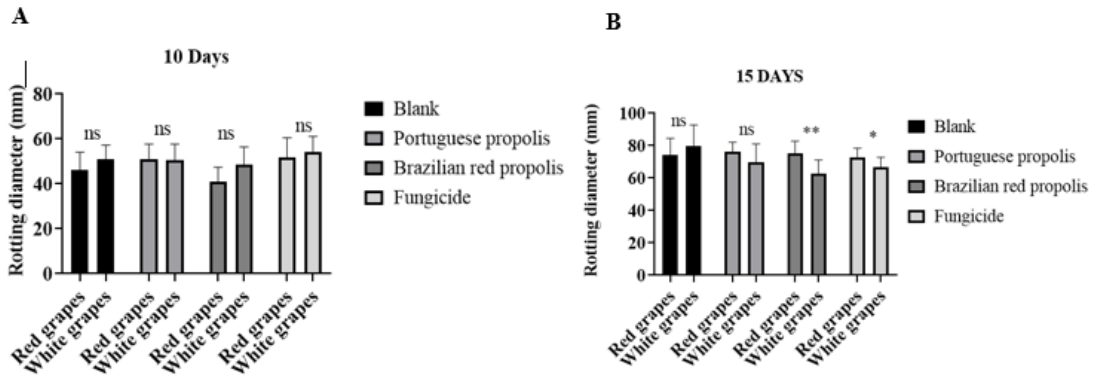 A
10 Days
Rotting diameter (mm)
80
60
40
20
0
ns
ns
ns
ns
Red grapes
White grapes
Red grapes
White grapes
Red grapes
White grapes
Red grapes
White grapes
Blank
Portuguese propolis
Brazilian red propolis
Fungicide
B
15 DAYS
Rotting diameter (mm)
100
80
60
40
20
0
ns
ns
**
*
Red grapes
White grapes
Red grapes
White grapes
Red grapes
White grapes
Red grapes
White grapes
Blank
Portuguese propolis
Brazilian red propolis
Fungicide